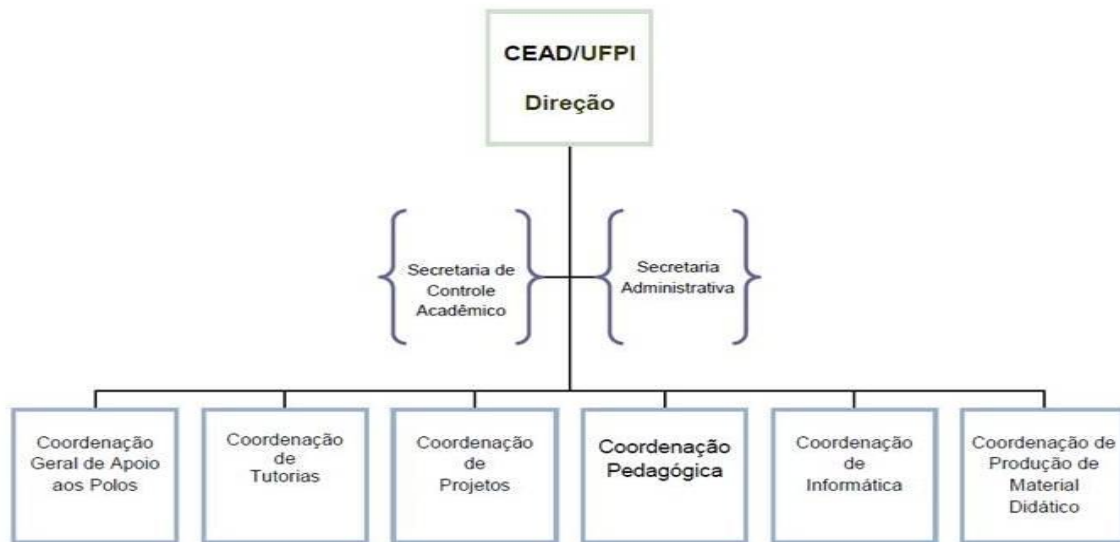 CEAD/UFPI
Direção
Secretaria de
Controle
Acadêmico
Secretaria
Administrativa
Coordenação
Geral de Apoio
aos Polos
Coordenação
de
Tutorias
Coordenação
de
Projetos
Coordenação
Pedagógica
Coordenação
de
Informática
Coordenação de
Produção de
Material
Didático